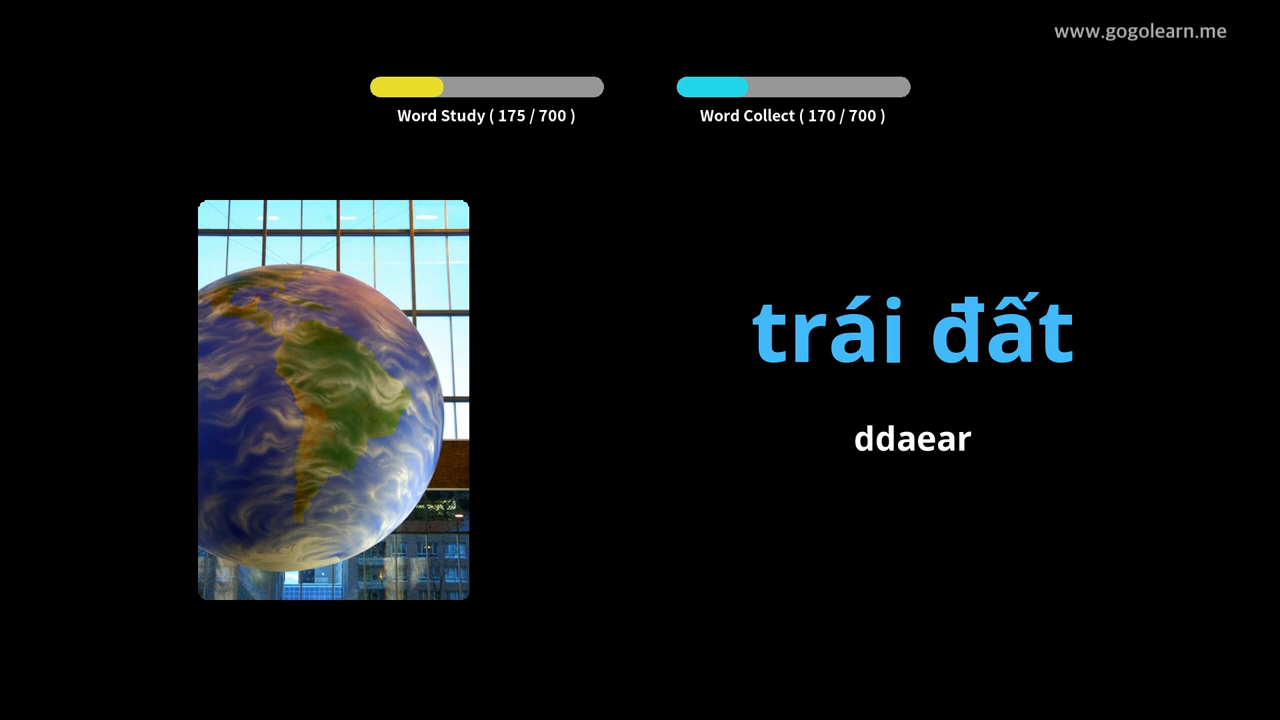 www.gogolearn.me
Word Study ( 175 / 700 )
Word Collect ( 170 / 700 )
trái đất
ddaear